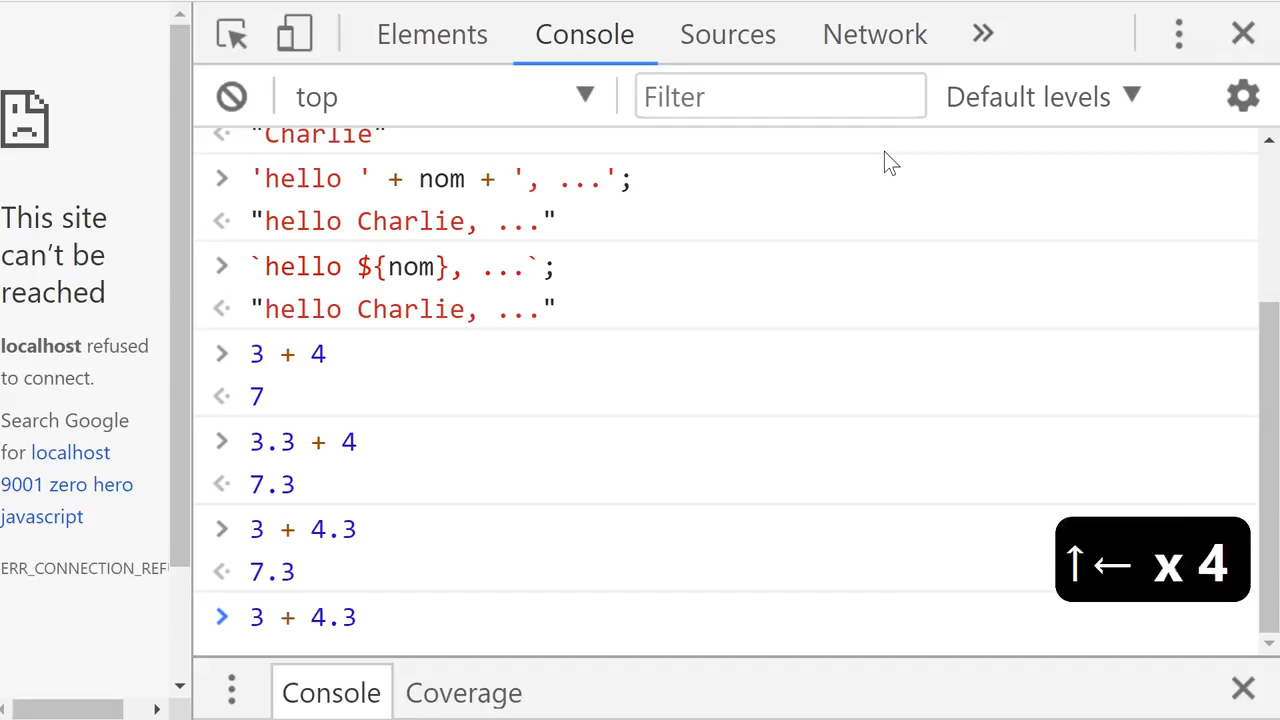 Elements Console Sources Network »
top Filter Default levels
"Charlie"
'hello ' + nom + ', ...';
"hello Charlie, ..."
`hello ${nom}, ...`;
"hello Charlie, ..."
3 + 4
7
3.3 + 4
7.3
3 + 4.3
7.3
3 + 4.3
This site
can’t be
reached
localhost refused
to connect.
Search Google
for localhost
9001 zero hero
javascript
ERR_CONNECTION_REF
↑← x 4
Console Coverage